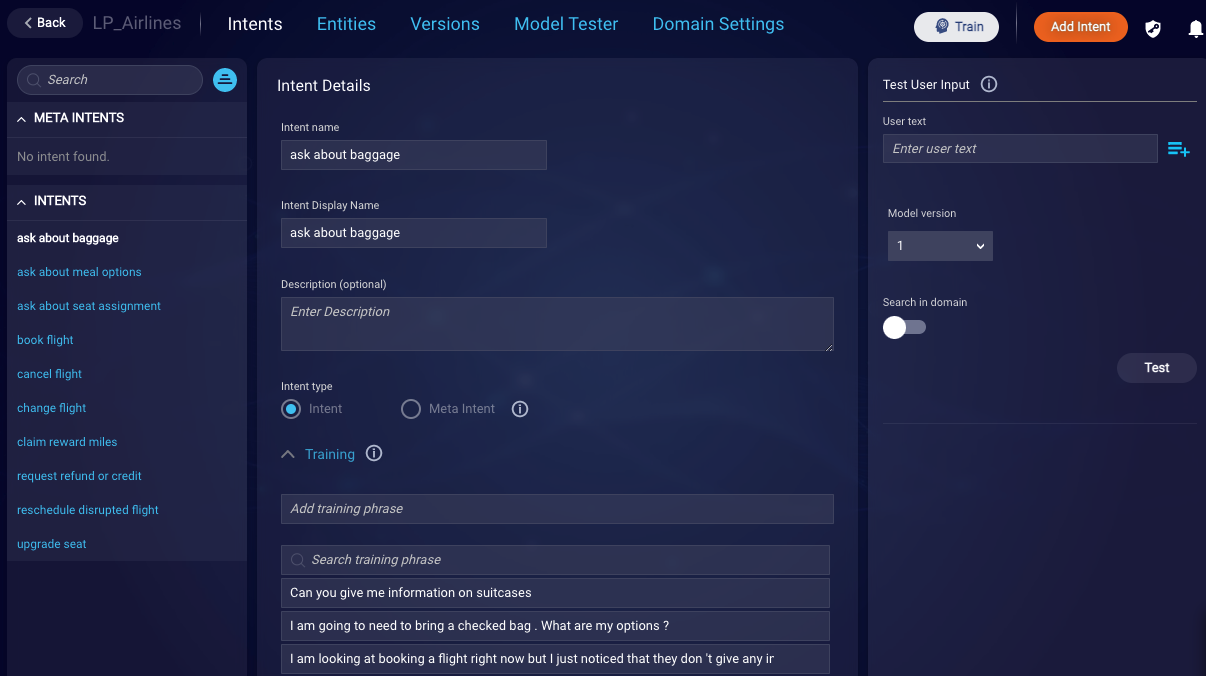 Back
LP_Airlines
Intents
Entities
Versions
Model Tester
Domain Settings
Train
Add Intent
Search
META INTENTS
No intent found.
INTENTS
ask about baggage
ask about meal options
ask about seat assignment
book flight
cancel flight
change flight
claim reward miles
request refund or credit
reschedule disrupted flight
upgrade seat
Intent Details
Intent name
ask about baggage
Intent Display Name
ask about baggage
Description (optional)
Enter Description
Intent type
Intent
Meta Intent
Training
Add training phrase
Search training phrase
Can you give me information on suitcases
I am going to need to bring a checked bag . What are my options ?
I am looking at booking a flight right now but I just noticed that they don 't give any
Test User Input
User text
Enter user text
Model version
1
Search in domain
Test